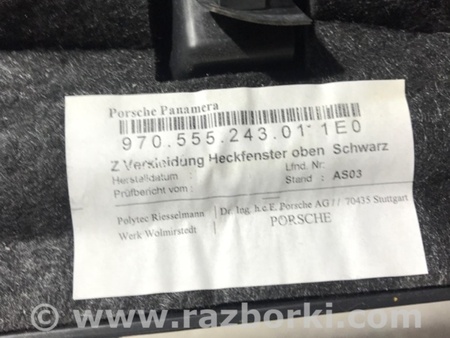 Porsche Panamera
970.555.243.01-1E0
Z Verkleidung Heckfenster oben Schwarz
Herstelldatum : Lfnd. Nr:
Prüfbericht vom : Stand : AS03
Polytec Riesselmann Dr. Ing. h.c.F. Porsche AG // 70435 Stuttgart
Werk Wolmirstedt PORSCHE
© www.razborki.com